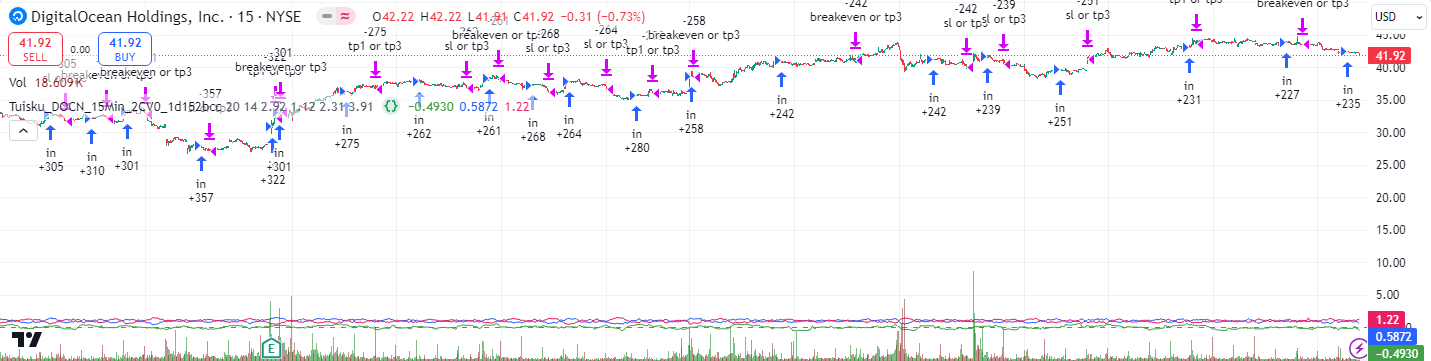 DigitalOcean Holdings, Inc. · 15 · NYSE
O42.22 H42.22 L41.91 C41.92 −0.31 (−0.73%)
USD
41.92
SELL
0.00
41.92
BUY
Vol 18.609K
Tuisku_DOCN_15Min_2CV0_1d152bcp 20 14 2.92 1.12 2.31 3.91 −0.4930 0.5872 1.22
-242
breakeven or tp3
-258
-275
tp1 or tp3
breakeven or tp3
-268
sl or tp3
-264
sl or tp3
-242
sl or tp3
-239
sl or tp3
-251
sl or tp3
tp1 or tp3
breakeven or tp3
-301
breakeven or tp3
breakeven or tp3
-357
in
+305
in
+310
in
+301
in
+357
in
+301
+322
in
+275
in
+262
in
+261
in
+268
in
+264
in
+280
in
+258
in
+242
in
+242
in
+239
in
+251
in
+231
in
+227
in
+235
45.00
41.92
40.00
35.00
30.00
25.00
20.00
15.00
10.00
5.00
1.22
0.5872
−0.4930
E